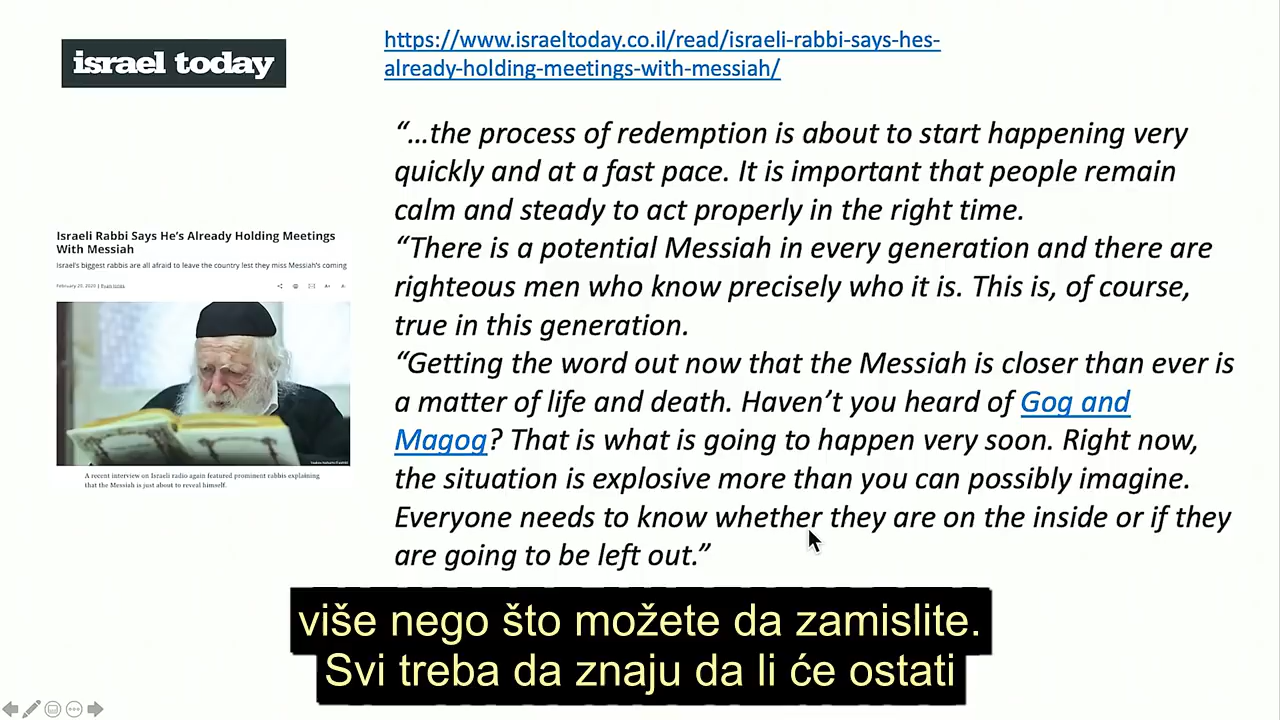 israel today
https://www.israeltoday.co.il/read/israeli-rabbi-says-hes-
already-holding-meetings-with-messiah/
“…the process of redemption is about to start happening very
quickly and at a fast pace. It is important that people remain
calm and steady to act properly in the right time.
“There is a potential Messiah in every generation and there are
righteous men who know precisely who it is. This is, of course,
true in this generation.
“Getting the word out now that the Messiah is closer than ever is
a matter of life and death. Haven’t you heard of Gog and
Magog? That is what is going to happen very soon. Right now,
the situation is explosive more than you can possibly imagine.
Everyone needs to know whether they are on the inside or if they
are going to be left out.”
Israeli Rabbi Says He’s Already Holding Meetings
With Messiah
Israel’s biggest rabbis are all afraid to leave the country lest they miss Messiah’s coming
February 20, 2020 | Ryan Jones
A recent interview on Israeli radio again featured prominent rabbis explaining
that the Messiah is just about to reveal himself.
više nego što možete da zamislite.
Svi treba da znaju da li će ostati